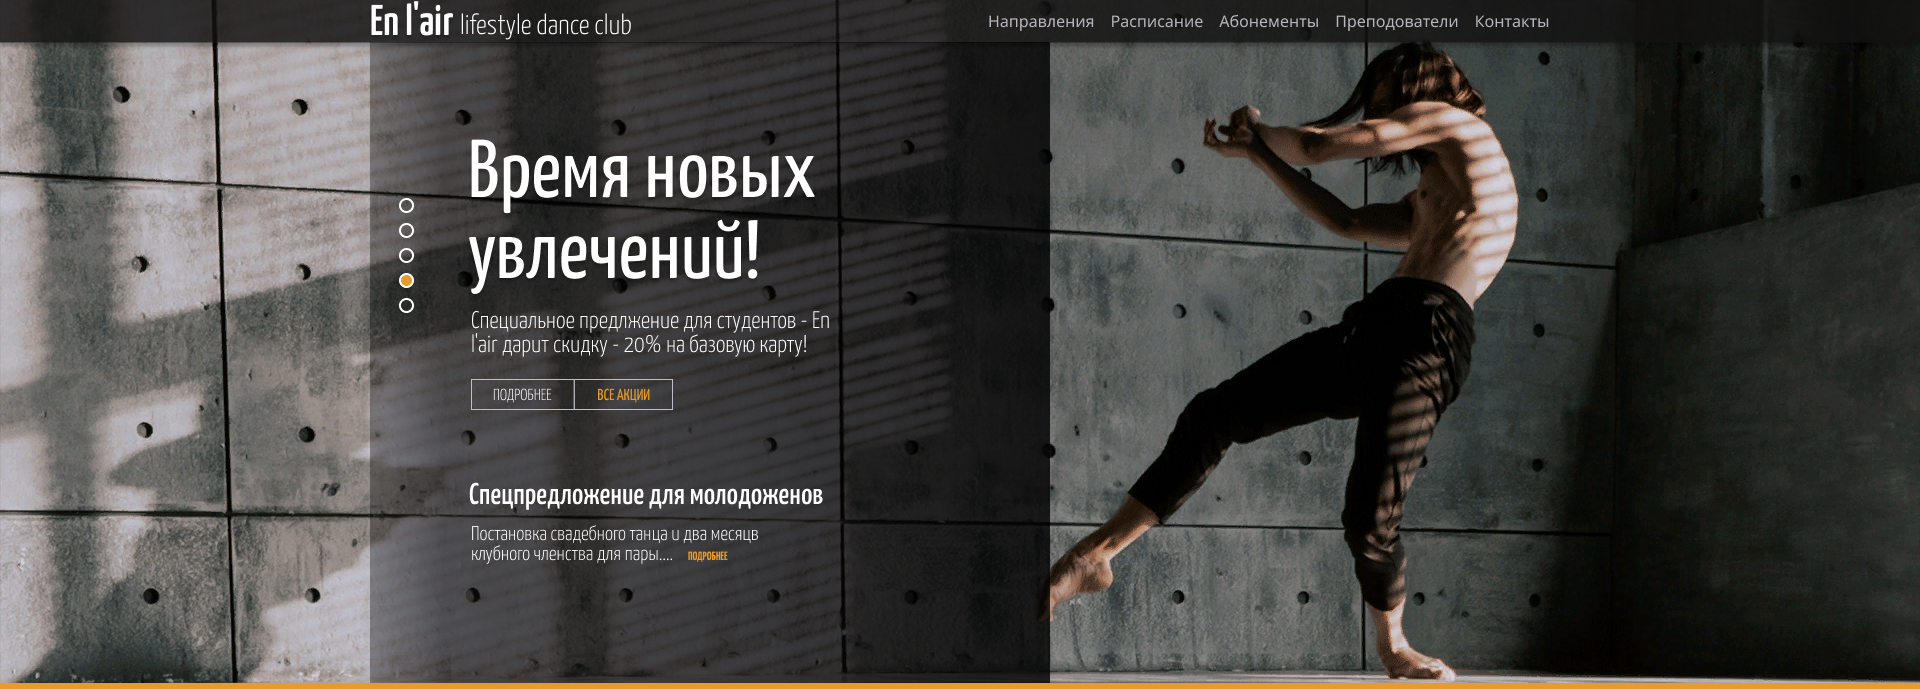 En l'air lifestyle dance club
Направления Расписание Абонементы Преподователи Контакты
Время новых
увлечений!
Специальное предлжение для студентов - En
l'air дарит скидку - 20% на базовую карту!
ПОДРОБНЕЕ ВСЕ АКЦИИ
Спецпредложение для молодоженов
Постановка свадебного танца и два месяцв
клубного членства для пары.... ПОДРОБНЕЕ